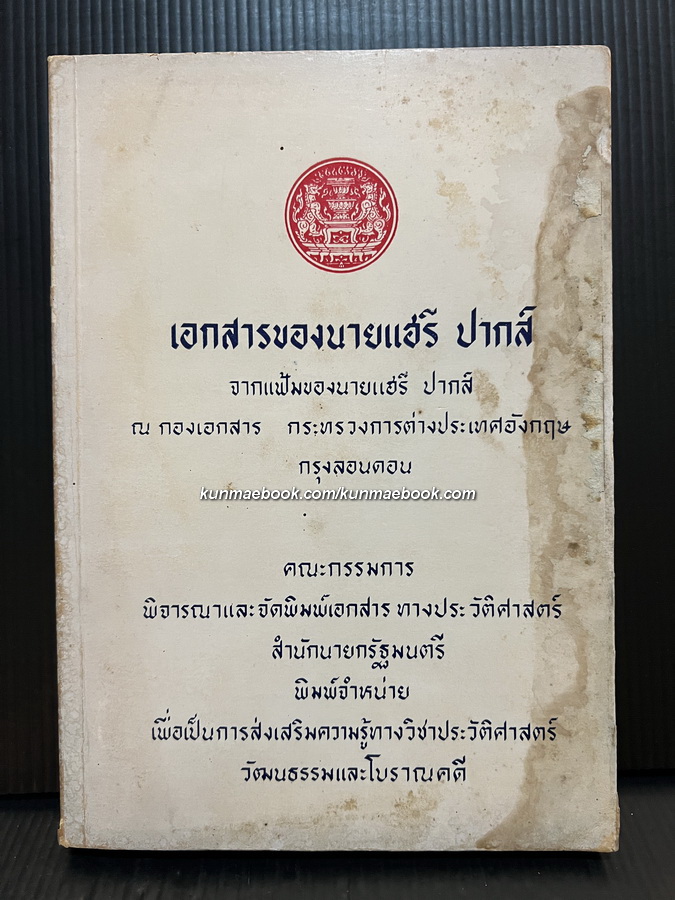 เอกสารของนายแฮรี ปากส์
จากแฟ้มของนายแฮรี ปากส์
ณ กองเอกสาร กระทรวงการต่างประเทศอังกฤษ
กรุงลอนดอน
kunmaebook.com/kunmaebook.com
คณะกรรมการ
พิจารณาและจัดพิมพ์เอกสาร ทางประวัติศาสตร์
สำนักนายกรัฐมนตรี
พิมพ์จำหน่าย
เพื่อเป็นการส่งเสริมความรู้ทางวิชาประวัติศาสตร์
วัฒนธรรมและโบราณคดี